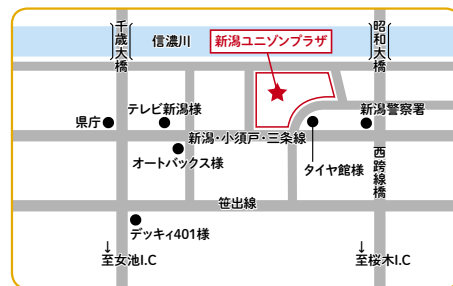 千歳大橋
信濃川
新潟ユニゾンプラザ
昭和大橋
県庁
テレビ新潟様
新潟警察署
新潟・小須戸・三条線
オートバックス様
タイヤ館様
西跨線橋
笹出線
デッキィ401様
↓
至女池I.C
↓
至桜木I.C